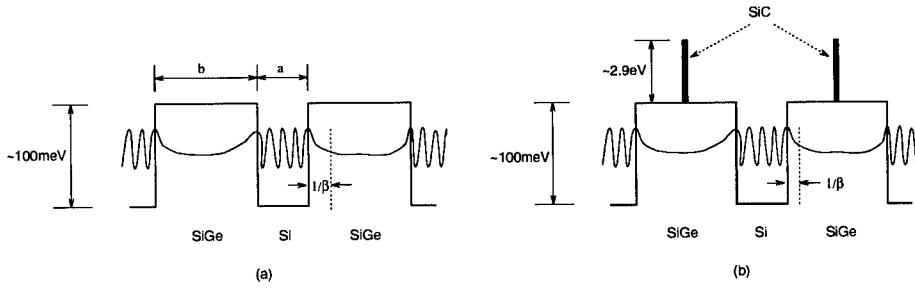 b
a
~100meV
1/β
SiGe
Si
SiGe
(a)
SiC
~2.9eV
~100meV
1/β
SiGe
Si
SiGe
(b)